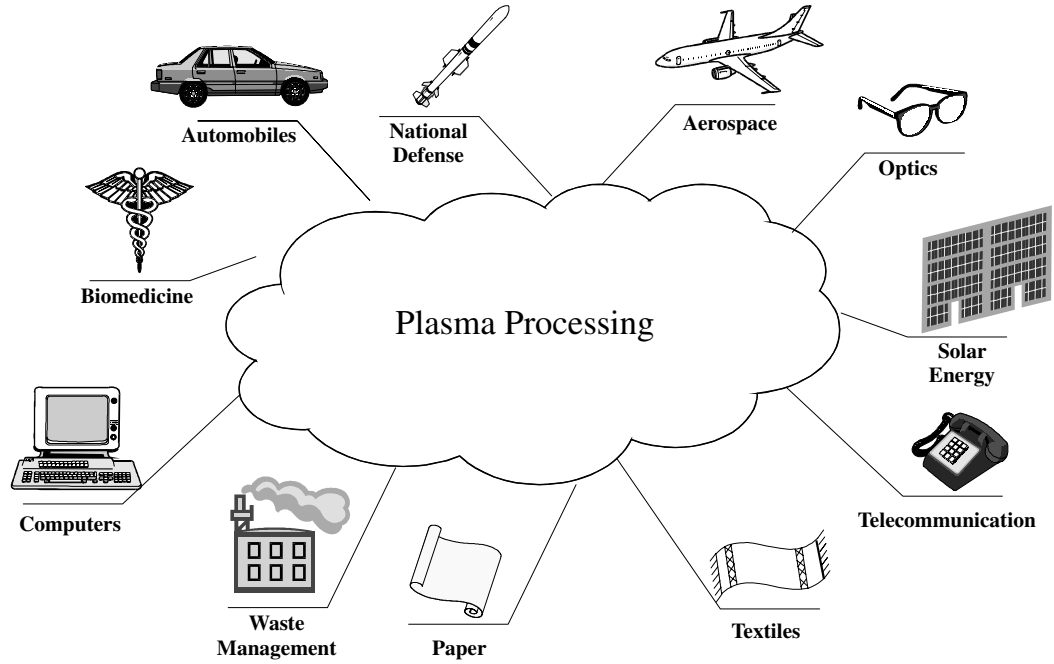 Automobiles
National
Defense
Aerospace
Optics
Biomedicine
Plasma Processing
Solar
Energy
Computers
Telecommunication
Waste
Management
Paper
Textiles